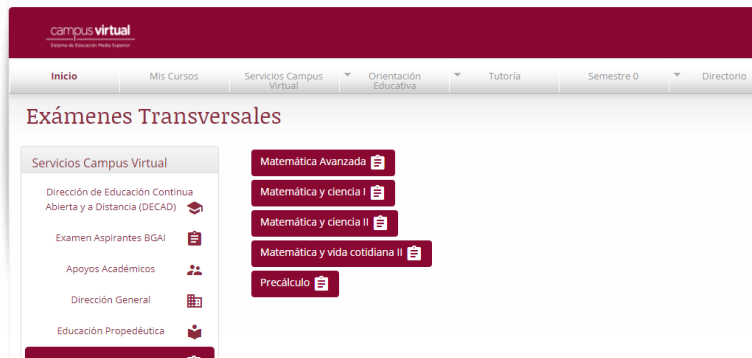 campus virtual
Sistema de Educación Media Superior
Inicio
Mis Cursos
Servicios Campus
Virtual
Orientación
Educativa
Tutoría
Semestre 0
Directorio
Exámenes Transversales
Servicios Campus Virtual
Dirección de Educación Continua
Abierta y a Distancia (DECAD)
Examen Aspirantes BGAI
Apoyos Académicos
Dirección General
Educación Propedéutica
Matemática Avanzada
Matemática y ciencia I
Matemática y ciencia II
Matemática y vida cotidiana II
Precálculo